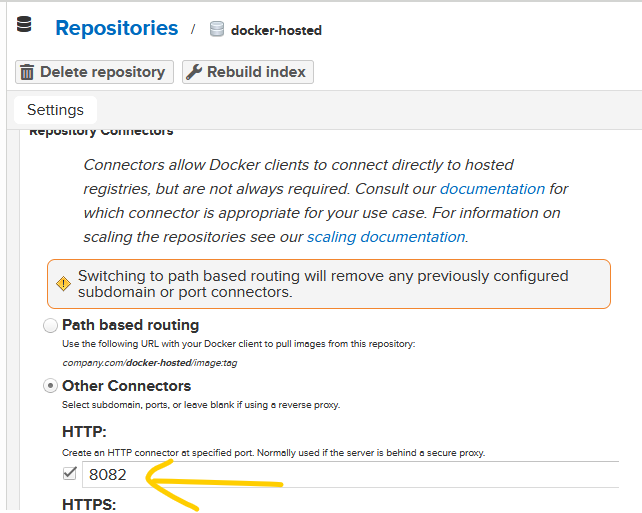 Repositories / docker-hosted
Delete repository Rebuild index
Settings
Repository Connectors
Connectors allow Docker clients to connect directly to hosted
registries, but are not always required. Consult our documentation for
which connector is appropriate for your use case. For information on
scaling the repositories see our scaling documentation.
Switching to path based routing will remove any previously configured
subdomain or port connectors.
Path based routing
Use the following URL with your Docker client to pull images from this repository:
company.com/docker-hosted/image:tag
Other Connectors
Select subdomain, ports, or leave blank if using a reverse proxy.
HTTP:
Create an HTTP connector at specified port. Normally used if the server is behind a secure proxy.
8082
HTTPS: